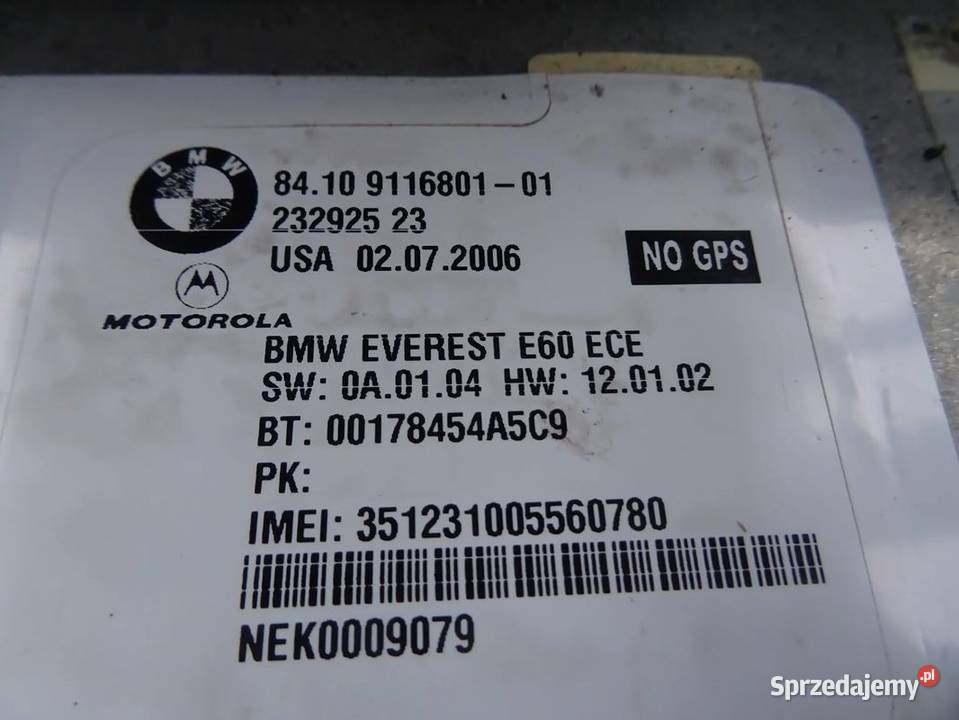 BMW
84.10 9116801-01
232925 23
USA 02.07.2006
NO GPS
MOTOROLA
BMW EVEREST E60 ECE
SW: 0A.01.04 HW: 12.01.02
BT: 00178454A5C9
PK:
IMEI: 351231005560780
NEK0009079
Sprzedajemy.pl